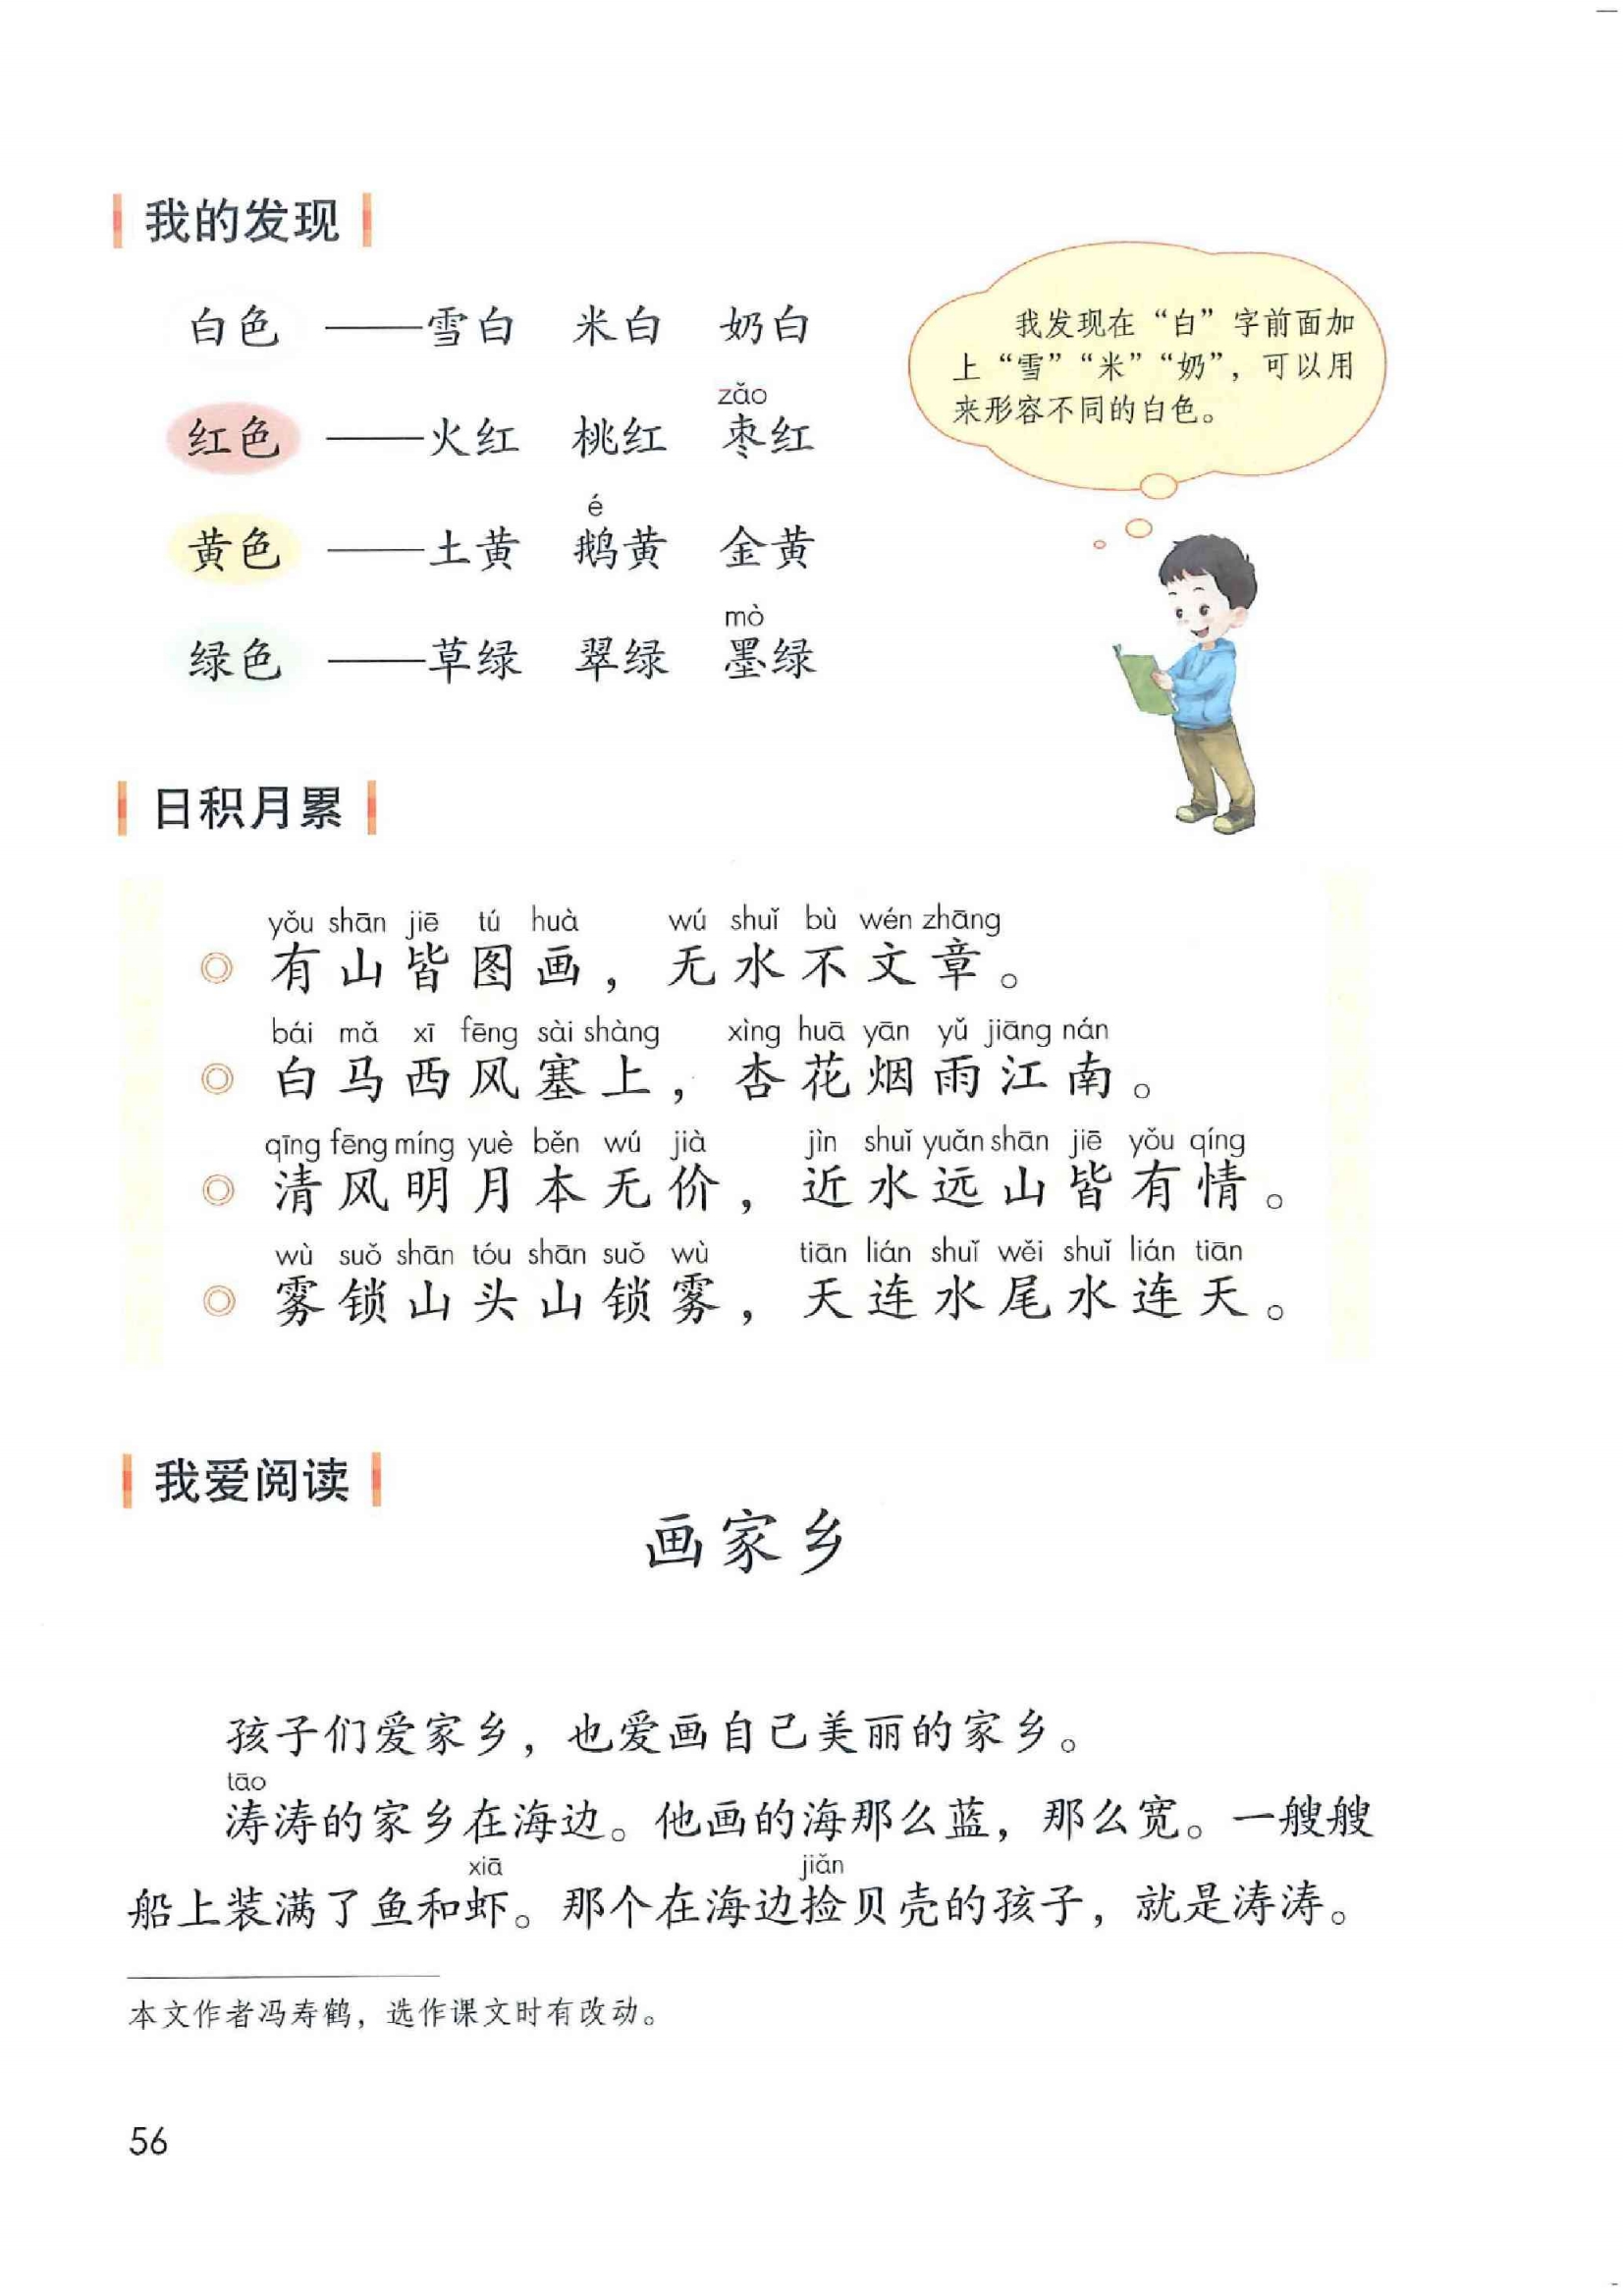 我的发现
白色 ——雪白 米白 奶白
zǎo
红色 ——火红 桃红 枣红
é
黄色 ——土黄 鹅黄 金黄
mò
绿色 ——草绿 翠绿 墨绿
我发现在“白”字前面加
上“雪”“米”“奶”，可以用
来形容不同的白色。
日积月累
yǒu shān jiē tú huà wú shuǐ bù wén zhāng
◎ 有山皆图画，无水不文章。
bái mǎ xī fēng sài shàng xìng huā yān yǔ jiāng nán
◎ 白马西风塞上，杏花烟雨江南。
qīng fēng míng yuè běn wú jià jìn shuǐ yuǎn shān jiē yǒu qíng
◎ 清风明月本无价，近水远山皆有情。
wù suǒ shān tóu shān suǒ wù tiān lián shuǐ wěi shuǐ lián tiān
◎ 雾锁山头山锁雾，天连水尾水连天。
我爱阅读
画家乡
孩子们爱家乡，也爱画自己美丽的家乡。
tāo
涛涛的家乡在海边。他画的海那么蓝，那么宽。一艘艘
xiā jiǎn
船上装满了鱼和虾。那个在海边捡贝壳的孩子，就是涛涛。
本文作者冯寿鹤，选作课文时有改动。
56